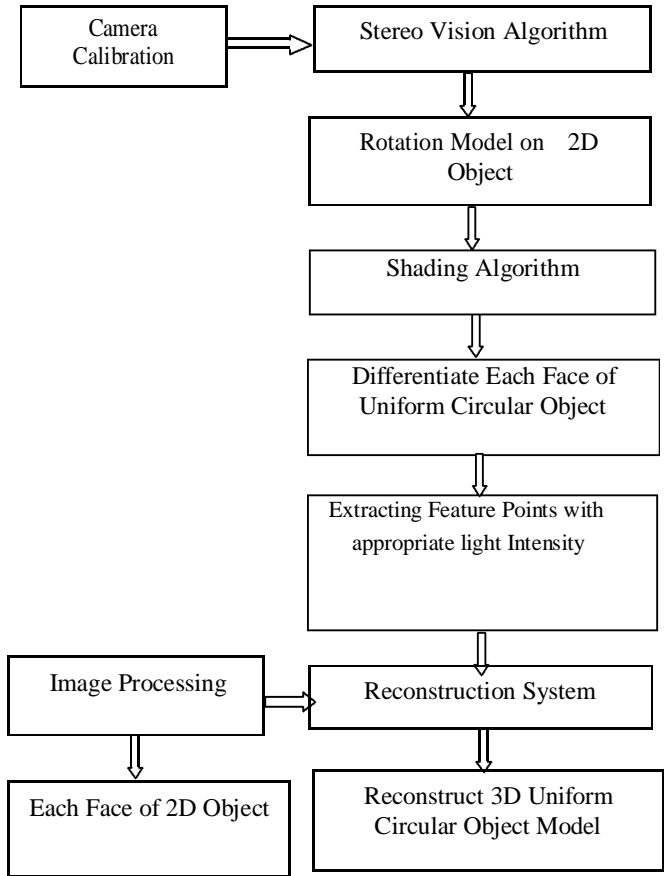 Camera
Calibration
Stereo Vision Algorithm
Rotation Model on 2D
Object
Shading Algorithm
Differentiate Each Face of
Uniform Circular Object
Extracting Feature Points with
appropriate light Intensity
Image Processing
Reconstruction System
Each Face of 2D Object
Reconstruct 3D Uniform
Circular Object Model